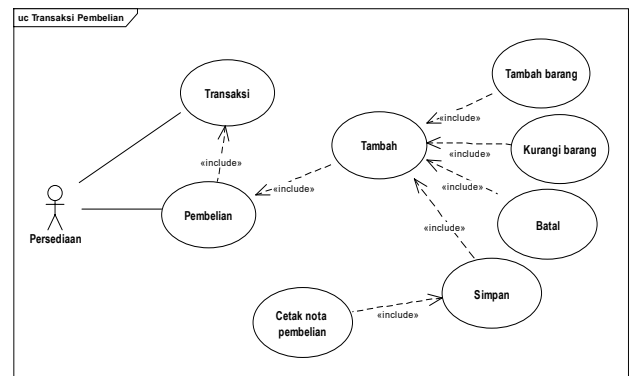 uc Transaksi Pembelian
Transaksi
Tambah barang
«include»
Tambah
Kurangi barang
«include»
«include»
«include»
«include»
Pembelian
Batal
Persediaan
«include»
Simpan
Cetak nota
pembelian
«include»